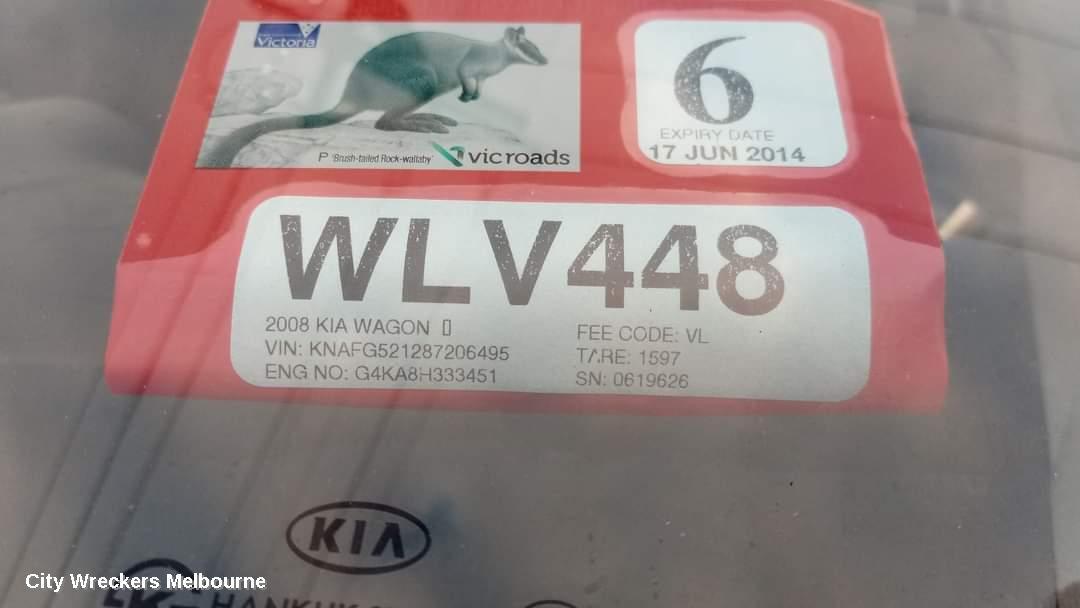 Victoria
6
EXPIRY DATE
17 JUN 2014
P 'Brush-tailed Rock-wallaby'
vicroads
WLV448
2008 KIA WAGON
VIN: KNAFG521287206495
ENG NO: G4KA8H333451
FEE CODE: VL
TARE: 1597
SN: 0619626
KIA
City Wreckers Melbourne